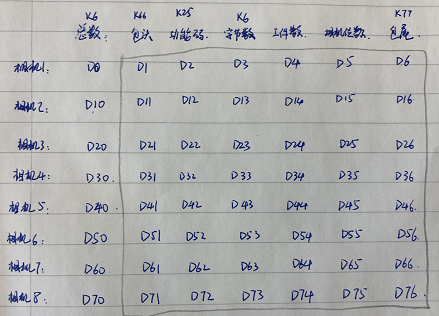 K6 K66 K25 K6 K77
总数: 包头 功能码: 字节数 工件数. 相机位数. 包尾
相机1: D0 D1 D2 D3 D4 D5 D6
相机2: D10 D11 D12 D13 D14 D15 D16.
相机3: D20 D21 D22 D23 D24 D25 D26
相机4: D30. D31 D32 D33 D34 D35 D36
相机5: D40. D41 D42 D43 D44 D45 D46.
相机6: D50 D51 D52 D53 D54 D55 D56.
相机7: D60 D61 D62 D63 D64 D65 D66.
相机8: D70 D71 D72 D73 D74 D75 D76.